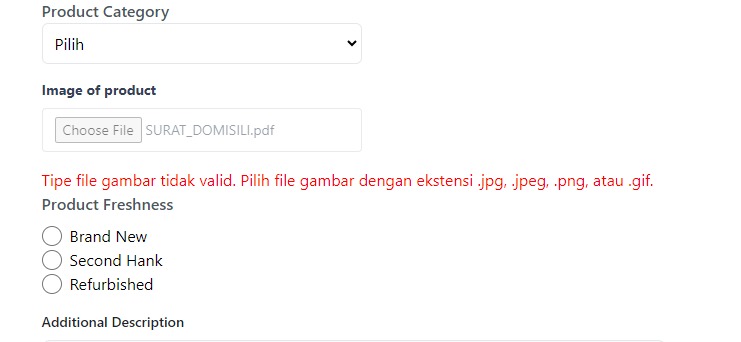 Product Category
Pilih
Image of product
Choose File SURAT_DOMISILI.pdf
Tipe file gambar tidak valid. Pilih file gambar dengan ekstensi .jpg, .jpeg, .png, atau .gif.
Product Freshness
Brand New
Second Hank
Refurbished
Additional Description